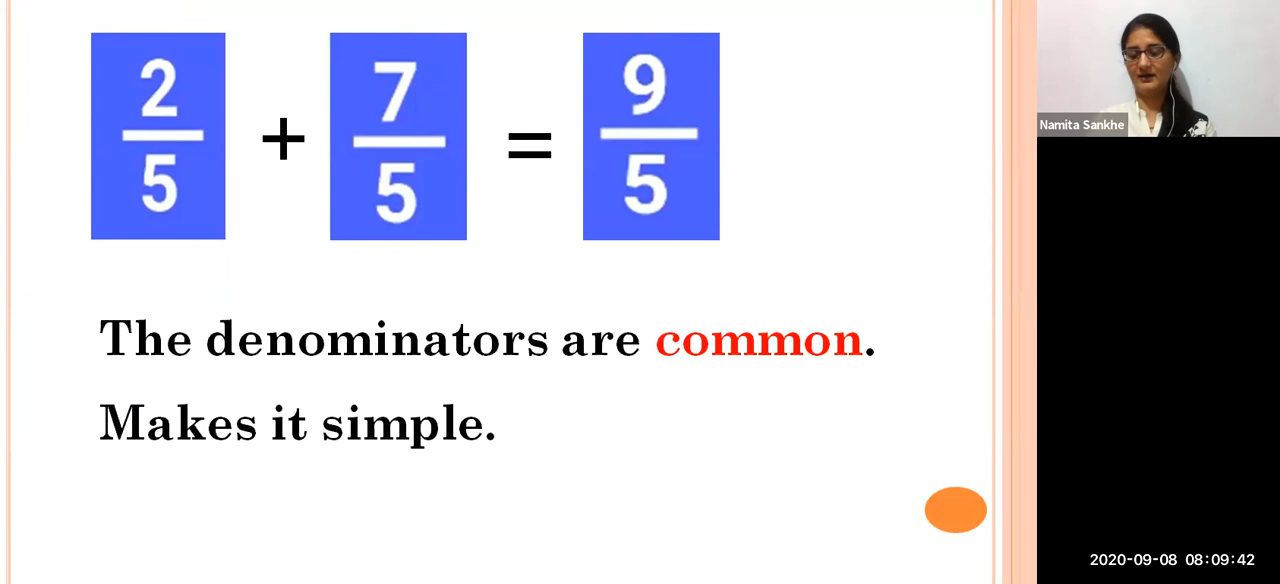 2/5 + 7/5 = 9/5
The denominators are common.
Makes it simple.
Namita Sankhe
2020-09-08 08:09:42